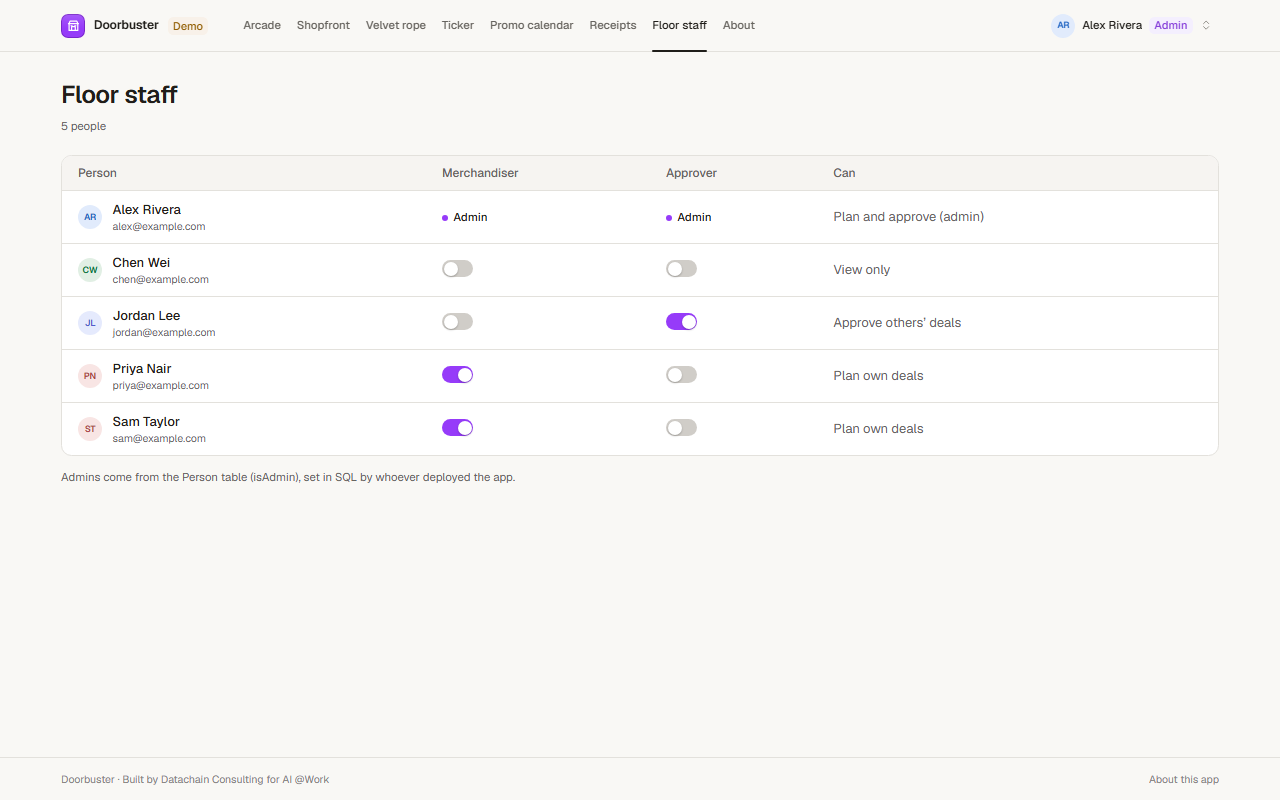 Doorbuster Demo Arcade Shopfront Velvet rope Ticker Promo calendar Receipts Floor staff About AR Alex Rivera Admin
Floor staff
5 people
Person Merchandiser Approver Can
AR Alex Rivera Admin Admin Plan and approve (admin)
alex@example.com
CW Chen Wei View only
chen@example.com
JL Jordan Lee Approve others’ deals
jordan@example.com
PN Priya Nair Plan own deals
priya@example.com
ST Sam Taylor Plan own deals
sam@example.com
Admins come from the Person table (isAdmin), set in SQL by whoever deployed the app.
Doorbuster · Built by Datachain Consulting for AI @Work About this app